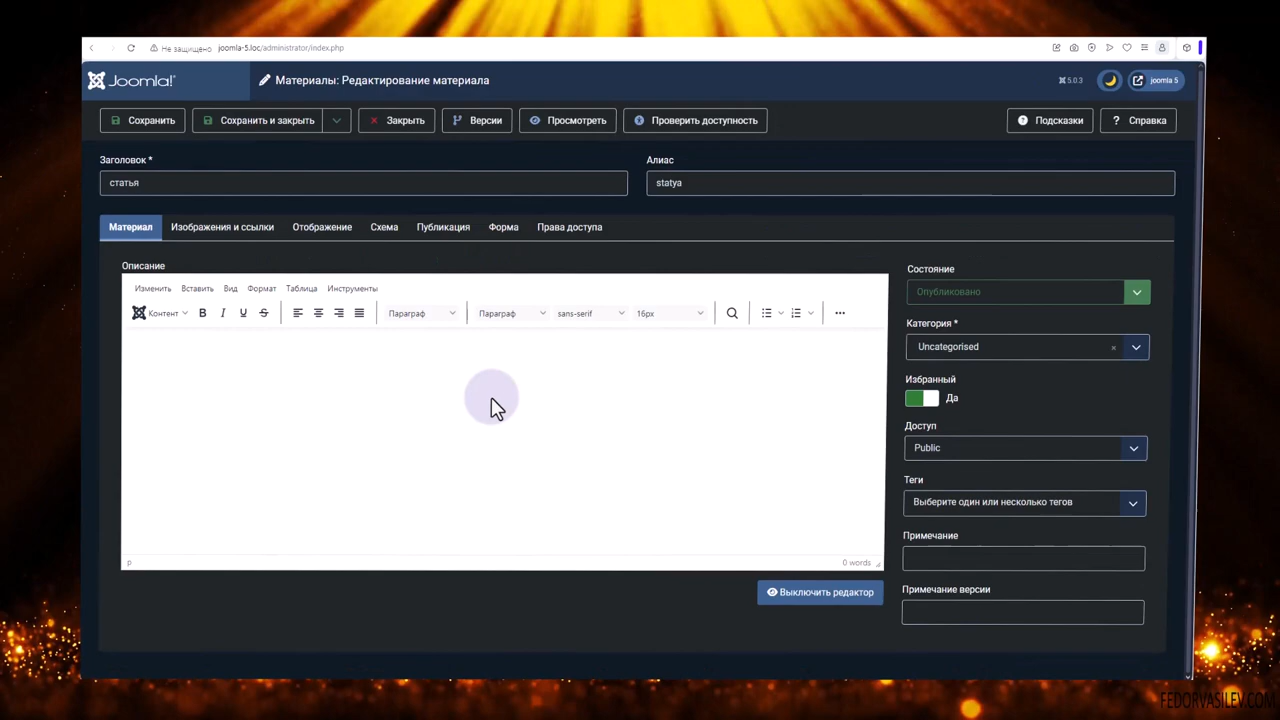 Не защищено joomla-5.loc/administrator/index.php
Joomla!® Материалы: Редактирование материала 5.0.3 joomla 5
Сохранить Сохранить и закрыть Закрыть Версии Просмотреть Проверить доступность Подсказки ? Справка
Заголовок * Алиас
статья statya
Материал Изображения и ссылки Отображение Схема Публикация Форма Права доступа
Описание
Изменить Вставить Вид Формат Таблица Инструменты
Контент B I U S Параграф Параграф sans-serif 16px
p 0 words
Выключить редактор
Состояние
Опубликовано
Категория *
Uncategorised ×
Избранный
Да
Доступ
Public
Теги
Выберите один или несколько тегов
Примечание
Примечание версии
FEDORVASILEV.COM